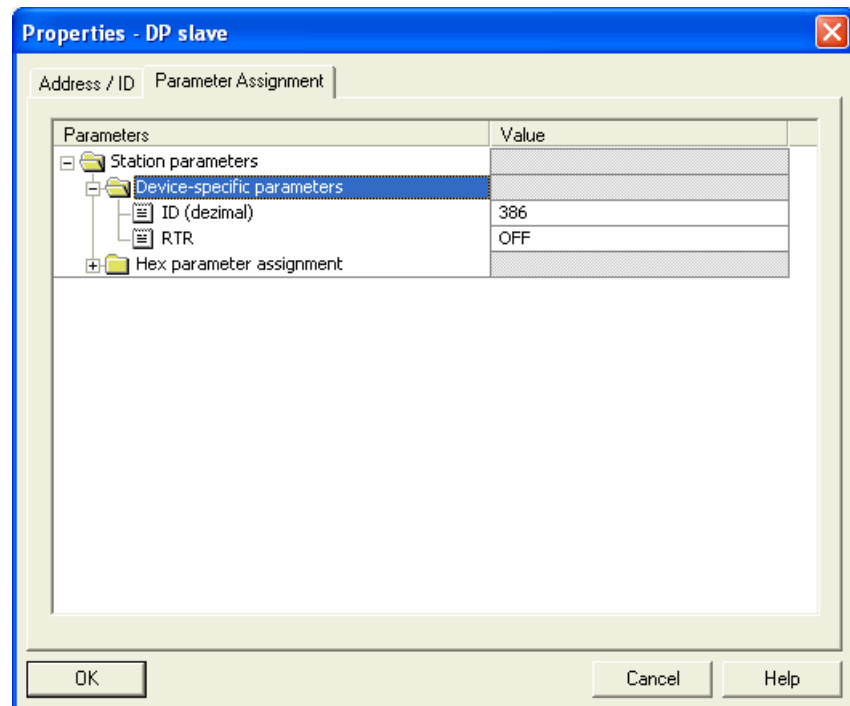 Properties - DP slave
Address / ID Parameter Assignment
Parameters Value
Station parameters
Device-specific parameters
ID (dezimal) 386
RTR OFF
Hex parameter assignment
OK Cancel Help